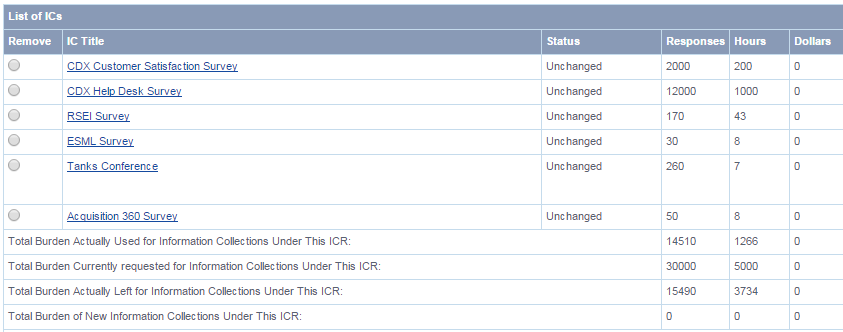 List of ICs
Remove IC Title Status Responses Hours Dollars
CDX Customer Satisfaction Survey Unchanged 2000 200 0
CDX Help Desk Survey Unchanged 12000 1000 0
RSEI Survey Unchanged 170 43 0
ESML Survey Unchanged 30 8 0
Tanks Conference Unchanged 260 7 0
Acquisition 360 Survey Unchanged 50 8 0
Total Burden Actually Used for Information Collections Under This ICR: 14510 1266 0
Total Burden Currently requested for Information Collections Under This ICR: 30000 5000 0
Total Burden Actually Left for Information Collections Under This ICR: 15490 3734 0
Total Burden of New Information Collections Under This ICR: 0 0 0